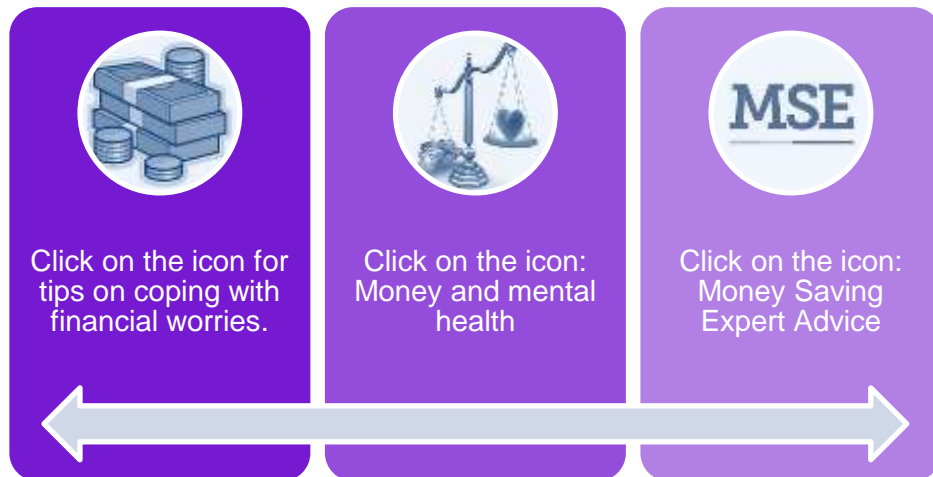 Click on the icon for
tips on coping with
financial worries.
Click on the icon:
Money and mental
health
MSE
Click on the icon:
Money Saving
Expert Advice